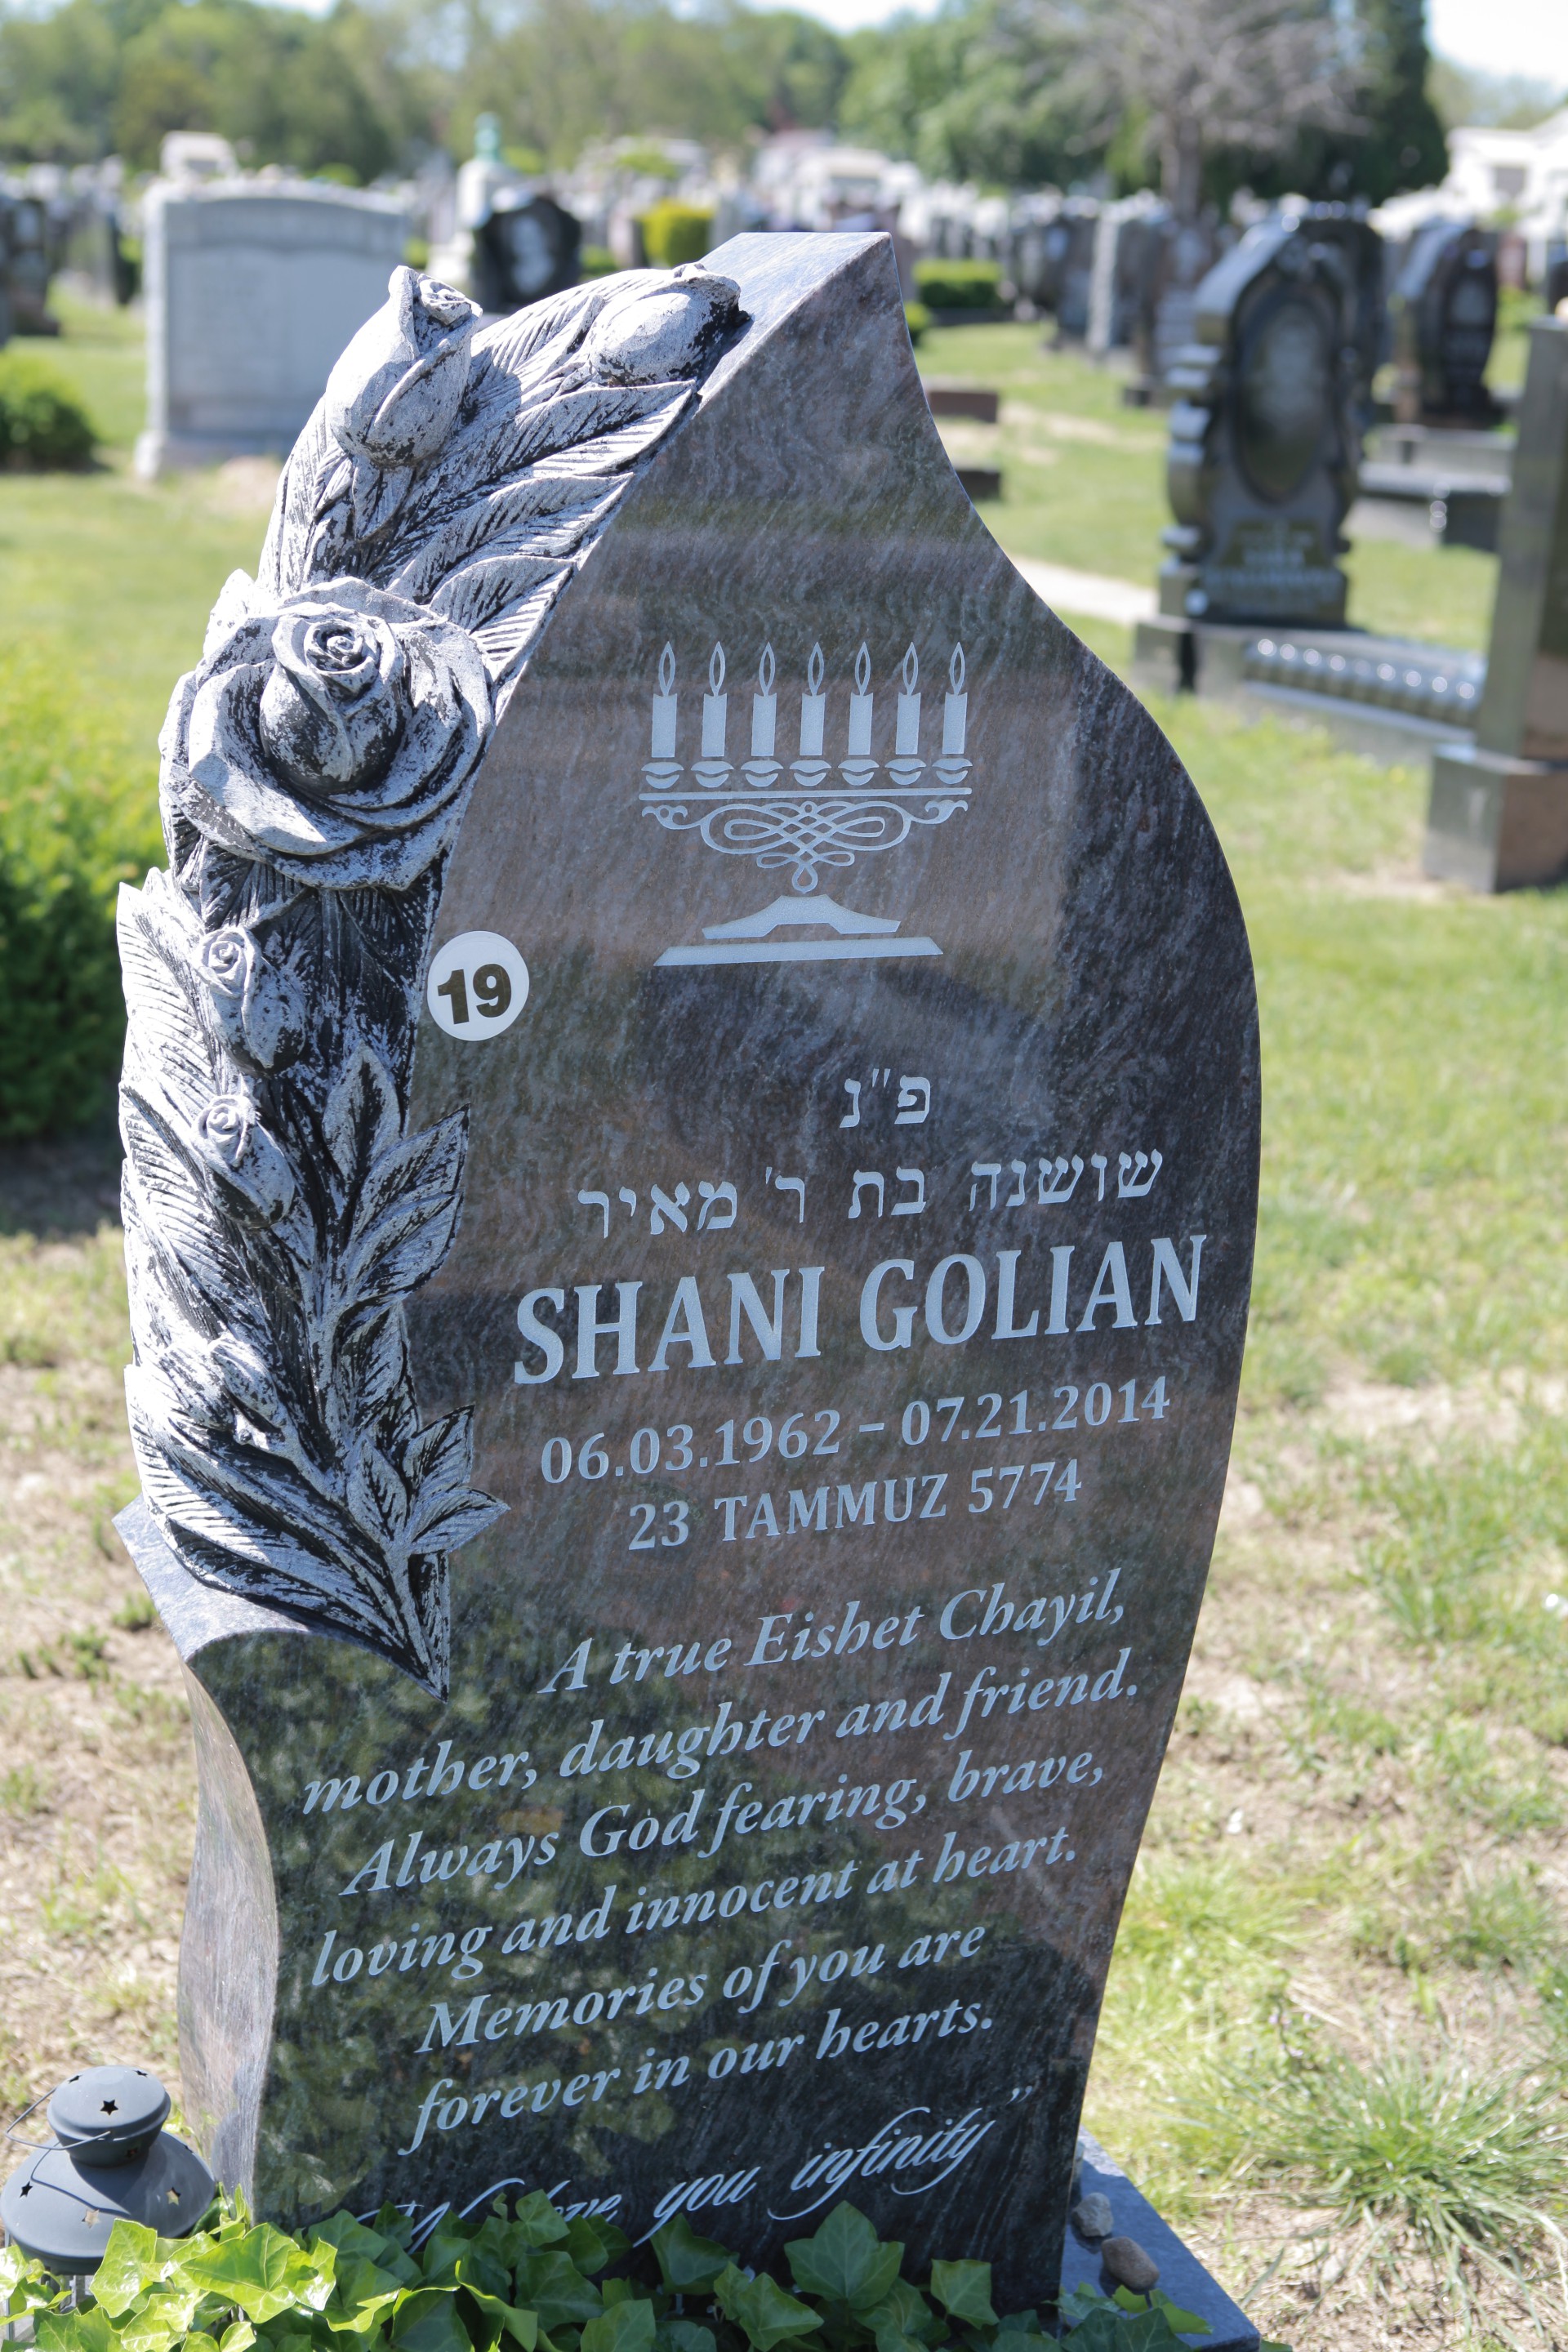 19
פ"נ
שושנה בת ר' מאיר
SHANI GOLIAN
06.03.1962 – 07.21.2014
23 TAMMUZ 5774
A true Eishet Chayil,
mother, daughter and friend.
Always God fearing, brave,
loving and innocent at heart.
Memories of you are
forever in our hearts.
you infinity”